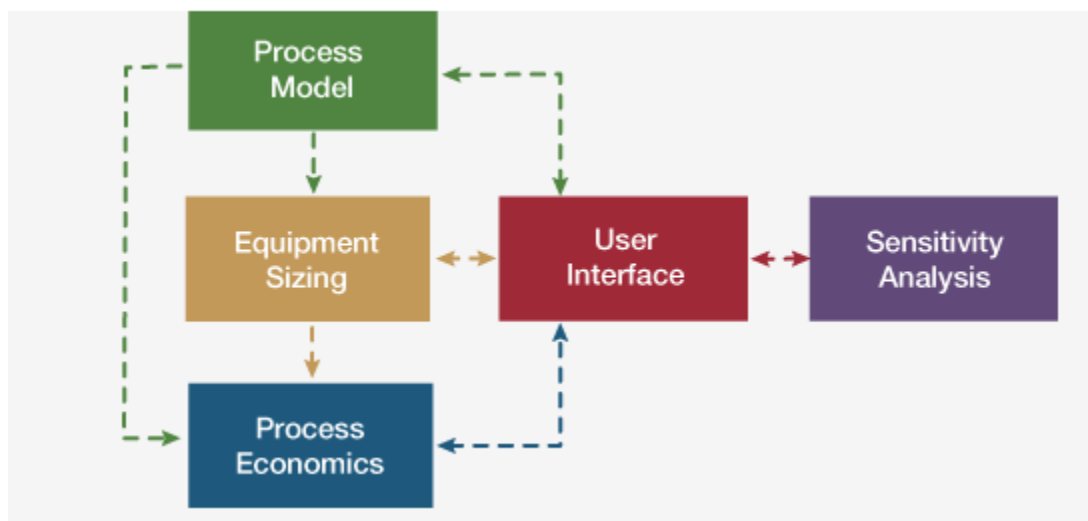 Process
Model
Equipment
Sizing
User
Interface
Sensitivity
Analysis
Process
Economics